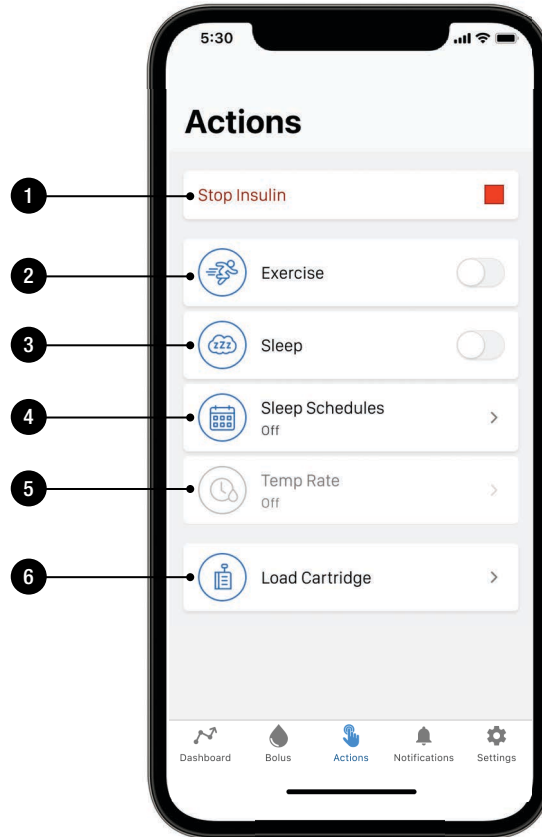 5:30
Actions
1
Stop Insulin
2
Exercise
3
zzz
Sleep
4
Sleep Schedules
Off
5
Temp Rate
Off
6
Load Cartridge
Dashboard Bolus Actions Notifications Settings